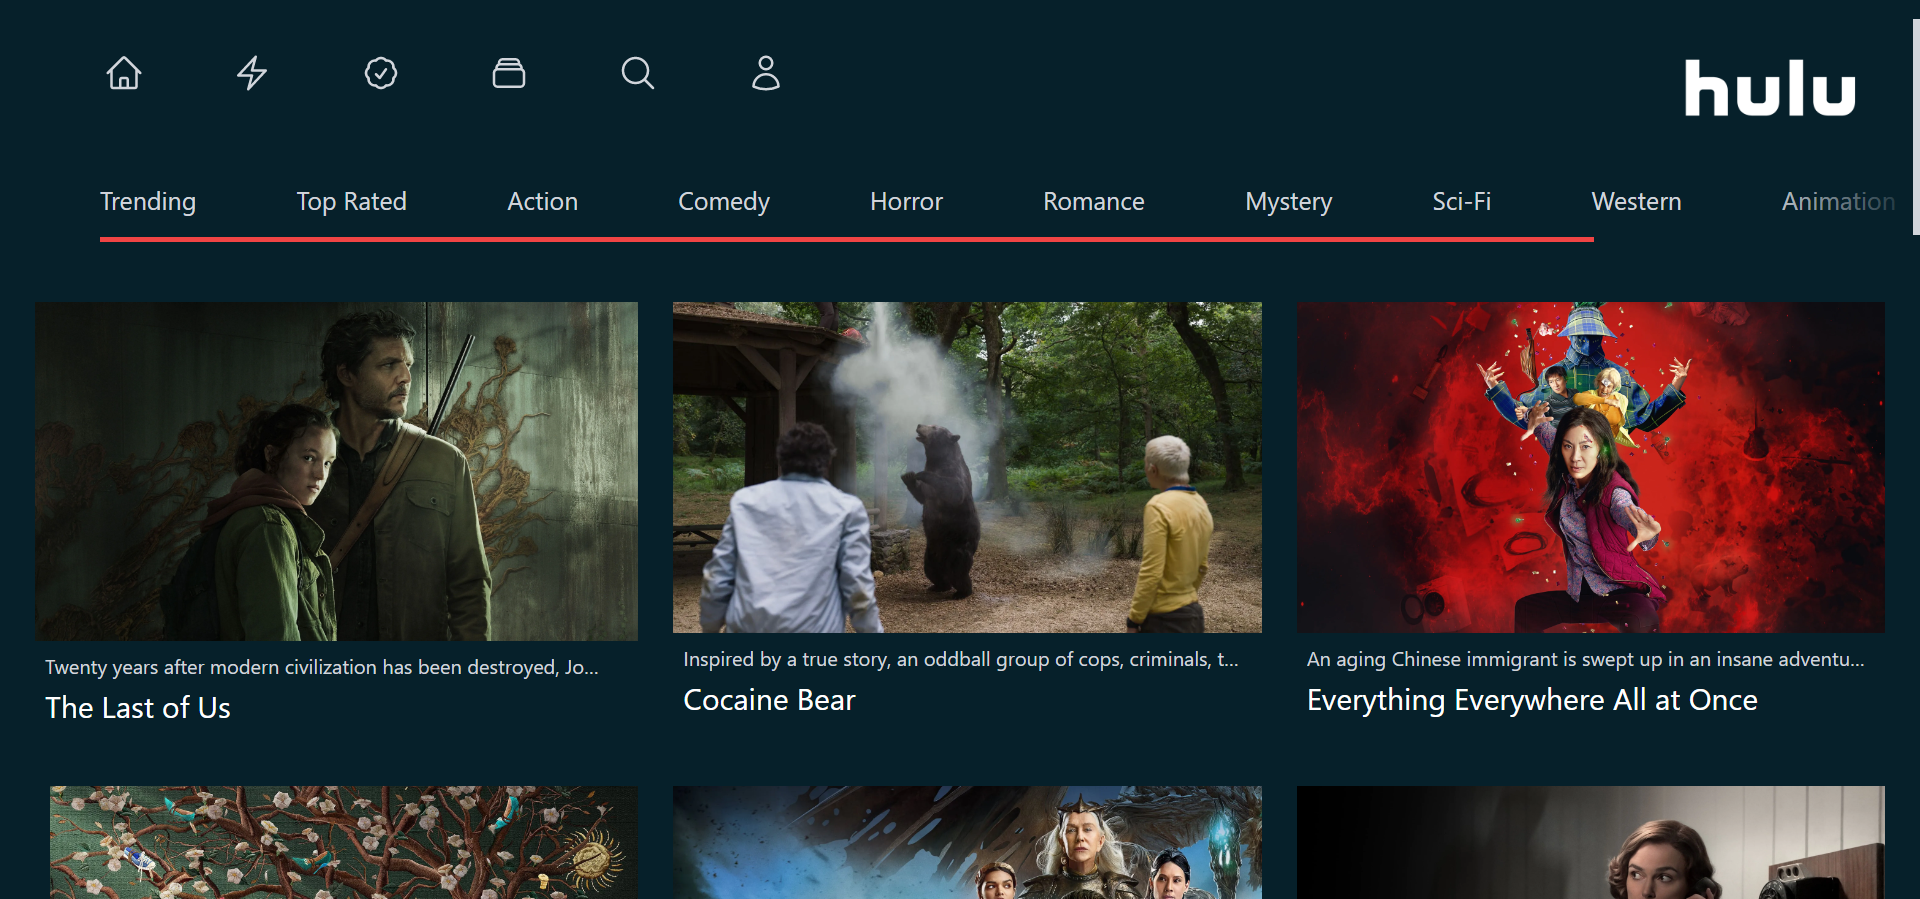 hulu
Trending Top Rated Action Comedy Horror Romance Mystery Sci-Fi Western Animation
Twenty years after modern civilization has been destroyed, Jo...
The Last of Us
Inspired by a true story, an oddball group of cops, criminals, t...
Cocaine Bear
An aging Chinese immigrant is swept up in an insane adventu...
Everything Everywhere All at Once